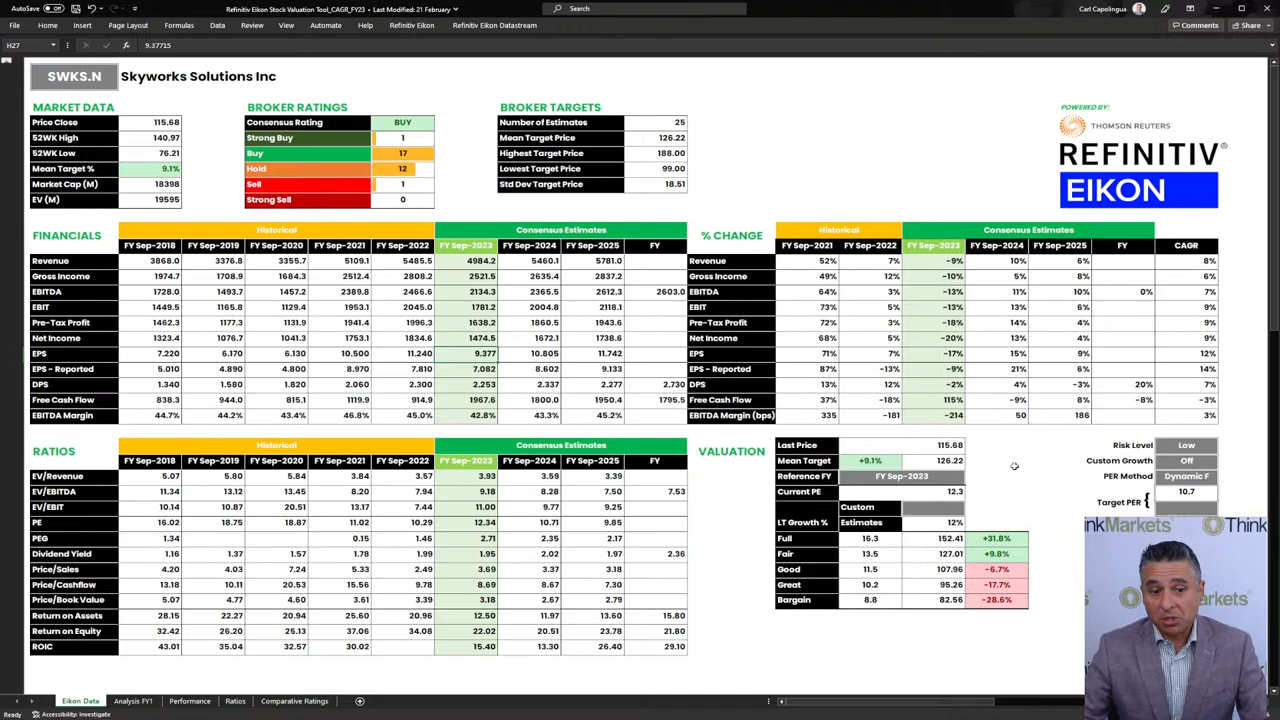 AutoSave Off Refinitiv Eikon Stock Valuation Tool_CAGR_FY23 - Last Modified: 21 February Search Carl Capolingua
File Home Insert Page Layout Formulas Data Review View Automate Help Refinitiv Eikon Refinitiv Eikon Datastream Comments Share
H27 fx 9.37715
SWKS.N Skyworks Solutions Inc
MARKET DATA BROKER RATINGS BROKER TARGETS POWERED BY:
Price Close 115.68 Consensus Rating BUY Number of Estimates 25 THOMSON REUTERS
52WK High 140.97 Strong Buy 1 Mean Target Price 126.22
52WK Low 76.21 Buy 17 Highest Target Price 188.00 REFINITIV®
Mean Target % 9.1% Hold 12 Lowest Target Price 99.00
Market Cap (M) 18398 Sell 1 Std Dev Target Price 18.51 EIKON
EV (M) 19595 Strong Sell 0
FINANCIALS Historical Consensus Estimates % CHANGE Historical Consensus Estimates
FY Sep-2018 FY Sep-2019 FY Sep-2020 FY Sep-2021 FY Sep-2022 FY Sep-2023 FY Sep-2024 FY Sep-2025 FY FY Sep-2021 FY Sep-2022 FY Sep-2023 FY Sep-2024 FY Sep-2025 FY CAGR
Revenue 3868.0 3376.8 3355.7 5109.1 5485.5 4984.2 5460.1 5781.0 Revenue 52% 7% -9% 10% 6% 8%
Gross Income 1974.7 1708.9 1684.3 2512.4 2808.2 2521.5 2635.4 2837.2 Gross Income 49% 12% -10% 5% 8% 6%
EBITDA 1728.0 1493.7 1457.2 2389.8 2466.6 2134.3 2365.5 2612.3 2603.0 EBITDA 64% 3% -13% 11% 10% 0% 7%
EBIT 1449.5 1165.8 1129.4 1953.1 2045.0 1781.2 2004.8 2118.1 EBIT 73% 5% -13% 13% 6% 9%
Pre-Tax Profit 1462.3 1177.3 1131.9 1941.4 1996.3 1638.2 1860.5 1943.6 Pre-Tax Profit 72% 3% -18% 14% 4% 9%
Net Income 1323.4 1076.7 1041.3 1753.1 1834.6 1474.5 1672.1 1738.6 Net Income 68% 5% -20% 13% 4% 9%
EPS 7.220 6.170 6.130 10.500 11.240 9.377 10.805 11.742 EPS 71% 7% -17% 15% 9% 12%
EPS - Reported 5.010 4.890 4.800 8.970 7.810 7.082 8.602 9.133 EPS - Reported 87% -13% -9% 21% 6% 14%
DPS 1.340 1.580 1.820 2.060 2.300 2.253 2.337 2.277 2.730 DPS 13% 12% -2% 4% -3% 20% 7%
Free Cash Flow 838.3 944.0 815.1 1119.9 914.9 1967.6 1800.0 1950.4 1795.5 Free Cash Flow 37% -18% 115% -9% 8% -8% -3%
EBITDA Margin 44.7% 44.2% 43.4% 46.8% 45.0% 42.8% 43.3% 45.2% EBITDA Margin (bps) 335 -181 -214 50 186 3%
RATIOS Historical Consensus Estimates VALUATION Last Price 115.68 Risk Level Low
FY Sep-2018 FY Sep-2019 FY Sep-2020 FY Sep-2021 FY Sep-2022 FY Sep-2023 FY Sep-2024 FY Sep-2025 FY Mean Target +9.1% 126.22 Custom Growth Off
EV/Revenue 5.07 5.80 5.84 3.84 3.57 3.93 3.59 3.39 Reference FY FY Sep-2023 PER Method Dynamic F
EV/EBITDA 11.34 13.12 13.45 8.20 7.94 9.18 8.28 7.50 7.53 Current PE 12.3 10.7
EV/EBIT 10.14 10.87 20.51 13.17 7.44 11.00 9.77 9.25 Custom Target PER {
PE 16.02 18.75 18.87 11.02 10.29 12.34 10.71 9.85 LT Growth % Estimates 12%
PEG 0.15 1.46 2.71 2.35 2.17 Full 16.3 152.41 +31.8%
Dividend Yield 1.16 1.37 1.57 1.78 1.99 1.95 2.02 1.97 2.36 Fair 13.5 127.01 +9.8%
Price/Sales 4.20 4.03 7.24 5.33 2.49 3.69 3.37 3.18 Good 11.5 107.96 -6.7%
Price/Cashflow 13.18 10.11 20.53 15.56 9.78 8.69 8.67 7.30 Great 10.2 95.26 -17.7%
Price/Book Value 5.07 4.77 4.60 3.61 3.39 3.18 2.67 2.79 Bargain 8.8 82.56 -28.6%
Return on Assets 28.15 22.27 24.94 25.60 20.96 12.50 11.97 13.60 15.80
Return on Equity 32.42 26.20 25.13 37.06 34.08 22.02 20.51 23.78 21.80
ROIC 43.01 35.04 32.57 30.02 15.40 13.30 26.40 29.10
inkMarkets Think
Eikon Data Analysis FY1 Performance Ratios Comparative Ratings
Ready Accessibility: Investigate